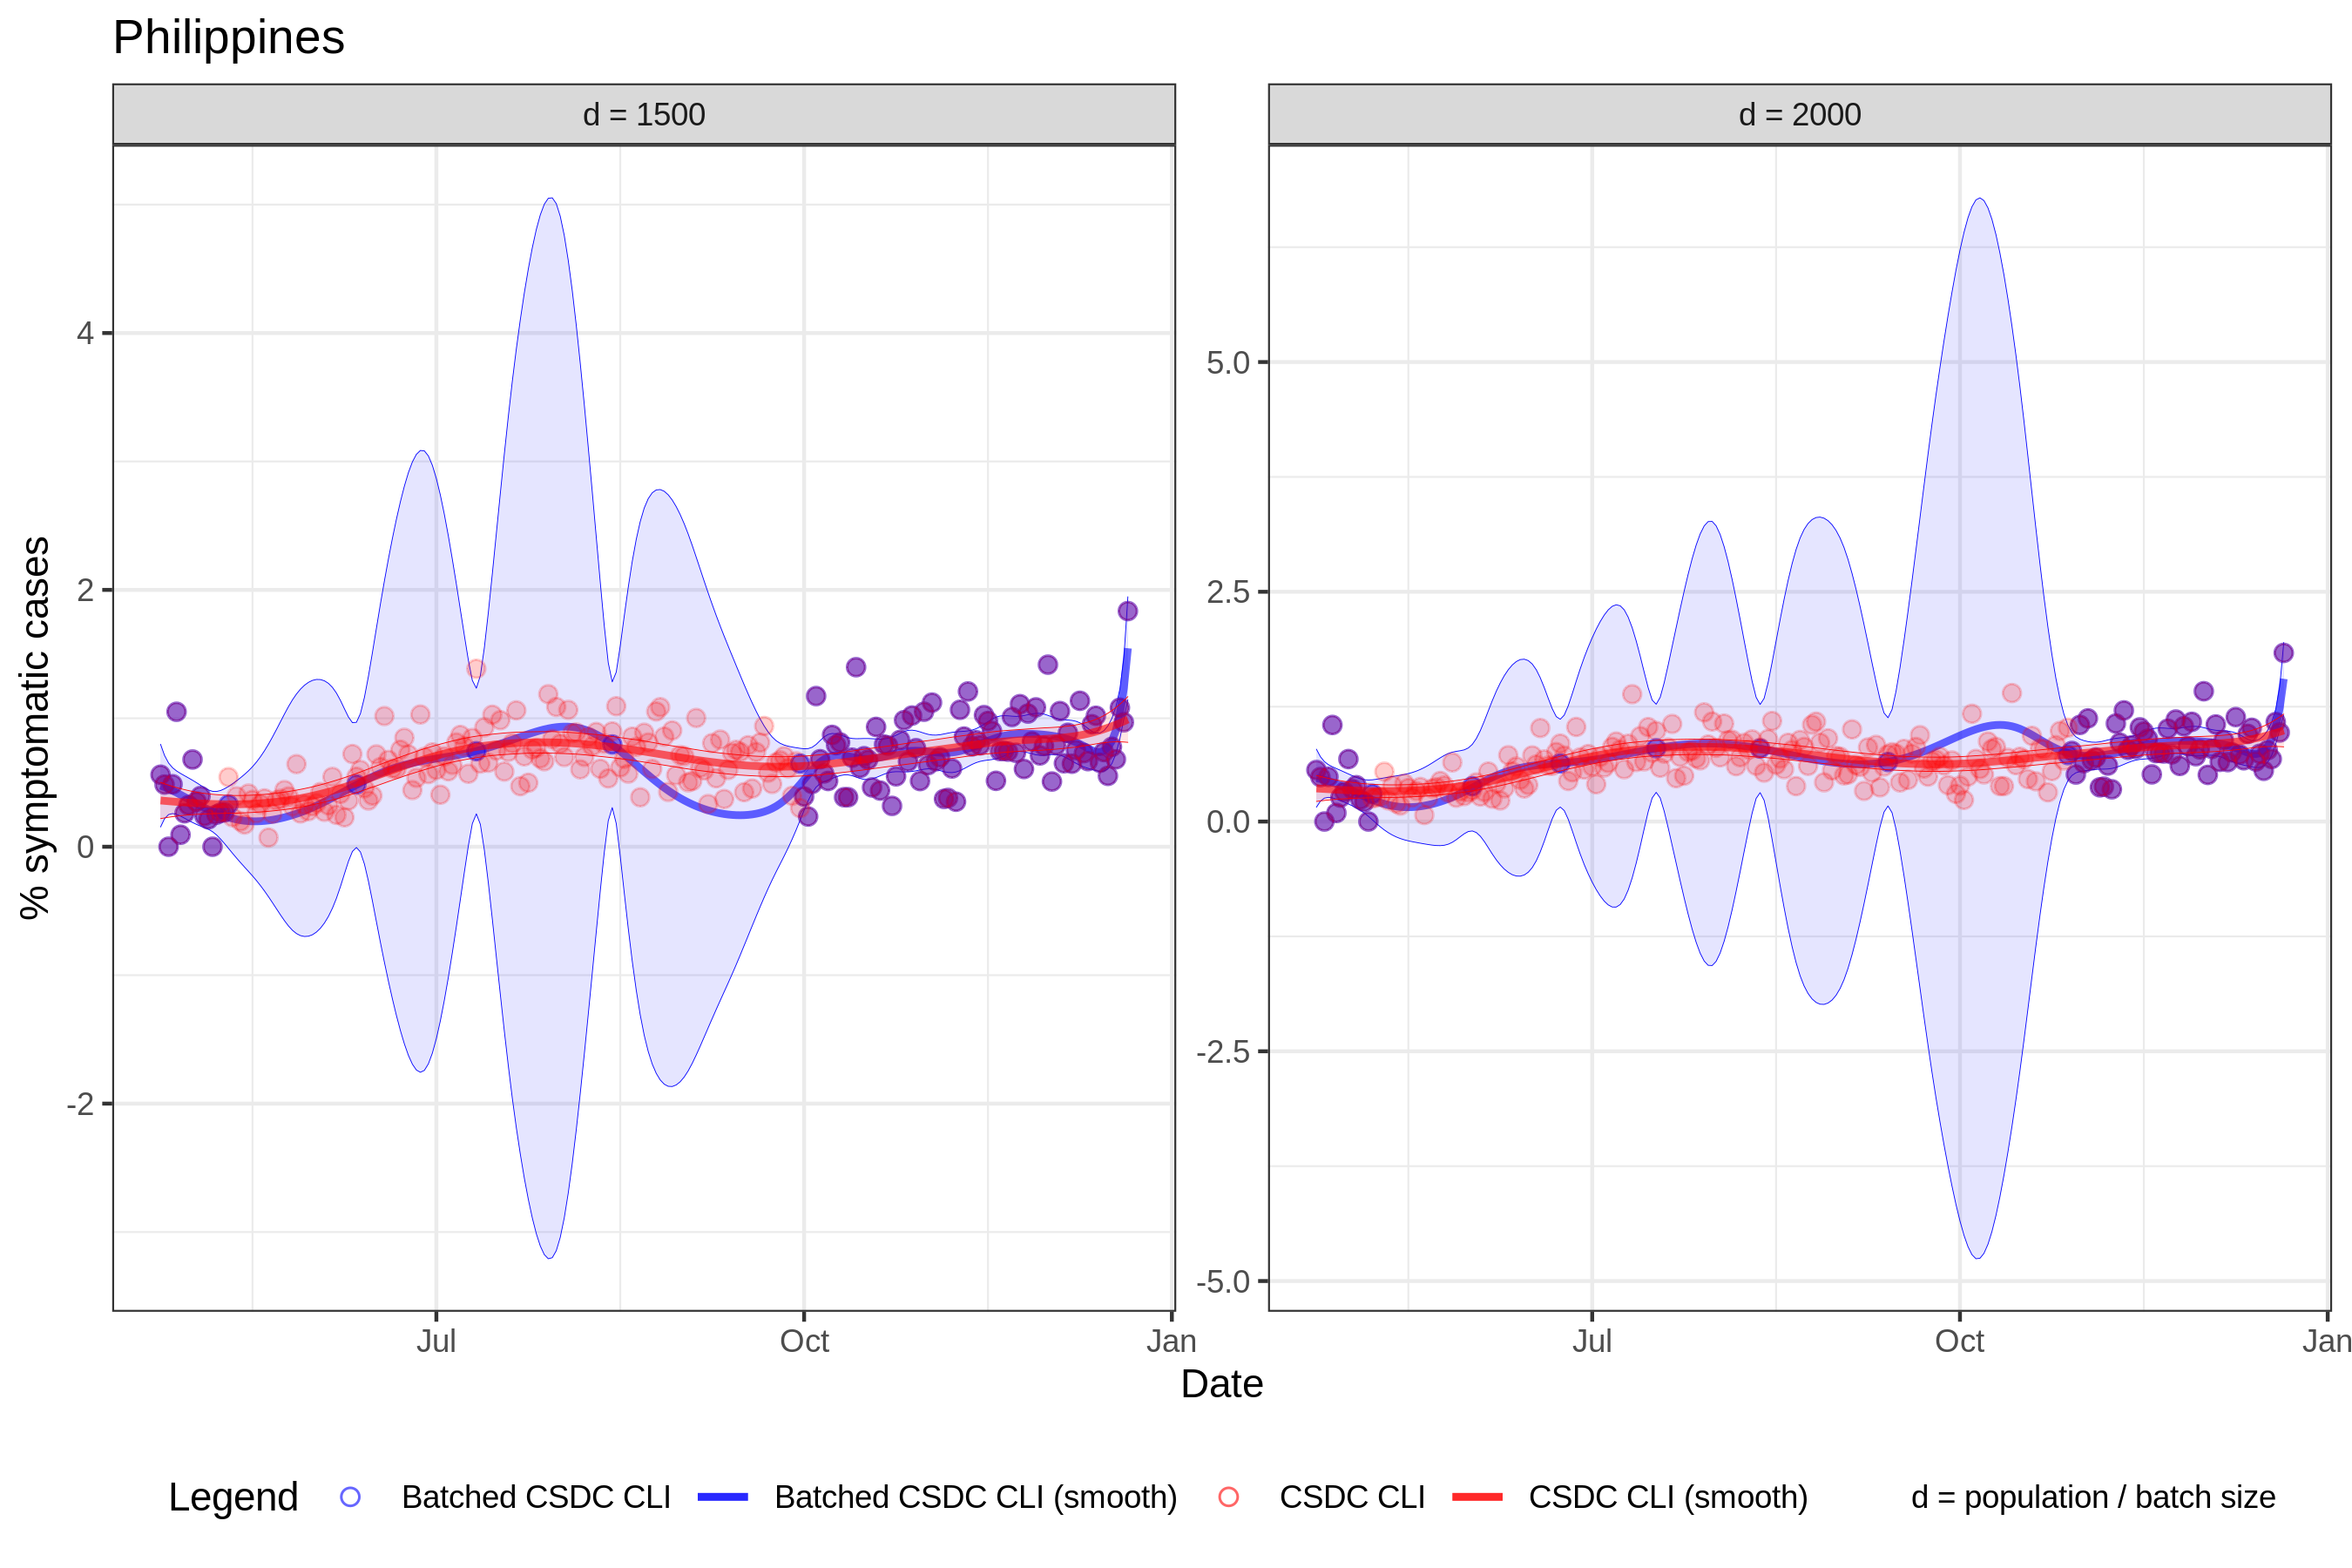 Philippines
d = 1500
d = 2000
% symptomatic cases
4
2
0
-2
5.0
2.5
0.0
-2.5
-5.0
Jul
Oct
Jan
Jul
Oct
Jan
Date
Legend
Batched CSDC CLI
Batched CSDC CLI (smooth)
CSDC CLI
CSDC CLI (smooth)
d = population / batch size